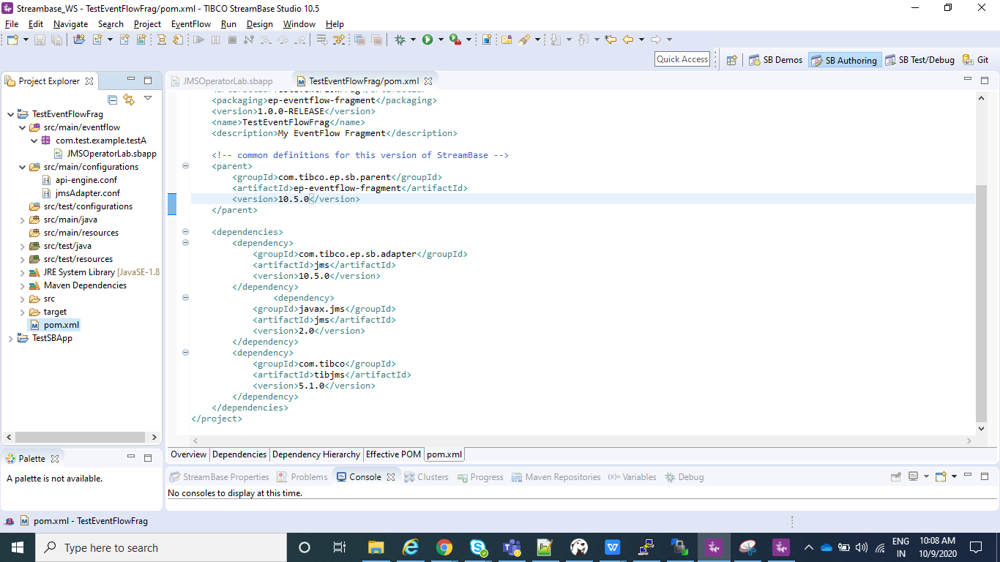 Streambase_WS - TestEventFlowFrag/pom.xml - TIBCO StreamBase Studio 10.5
File Edit Navigate Search Project EventFlow Run Design Window Help
Quick Access
SB Demos
SB Authoring
SB Test/Debug
Git
Project Explorer
TestEventFlowFrag
src/main/eventflow
com.test.example.testA
JMSOperatorLab.sbapp
src/main/configurations
api-engine.conf
jmsAdapter.conf
src/test/configurations
src/main/java
src/main/resources
src/test/java
src/test/resources
JRE System Library [JavaSE-1.8
Maven Dependencies
src
target
pom.xml
TestSBApp
Palette
A palette is not available.
JMSOperatorLab.sbapp
TestEventFlowFrag/pom.xml
<packaging>ep-eventflow-fragment</packaging>
<version>1.0.0-RELEASE</version>
<name>TestEventFlowFrag</name>
<description>My EventFlow Fragment</description>
<!-- common definitions for this version of StreamBase -->
<parent>
<groupId>com.tibco.ep.sb.parent</groupId>
<artifactId>ep-eventflow-fragment</artifactId>
<version>10.5.0</version>
</parent>
<dependencies>
<dependency>
<groupId>com.tibco.ep.sb.adapter</groupId>
<artifactId>jms</artifactId>
<version>10.5.0</version>
</dependency>
<dependency>
<groupId>javax.jms</groupId>
<artifactId>jms</artifactId>
<version>2.0</version>
</dependency>
<dependency>
<groupId>com.tibco</groupId>
<artifactId>tibjms</artifactId>
<version>5.1.0</version>
</dependency>
</dependencies>
</project>
Overview Dependencies Dependency Hierarchy Effective POM pom.xml
StreamBase Properties Problems Console Clusters Progress Maven Repositories (x)= Variables Debug
No consoles to display at this time.
pom.xml - TestEventFlowFrag
Type here to search
ENG
IN
10:08 AM
10/9/2020